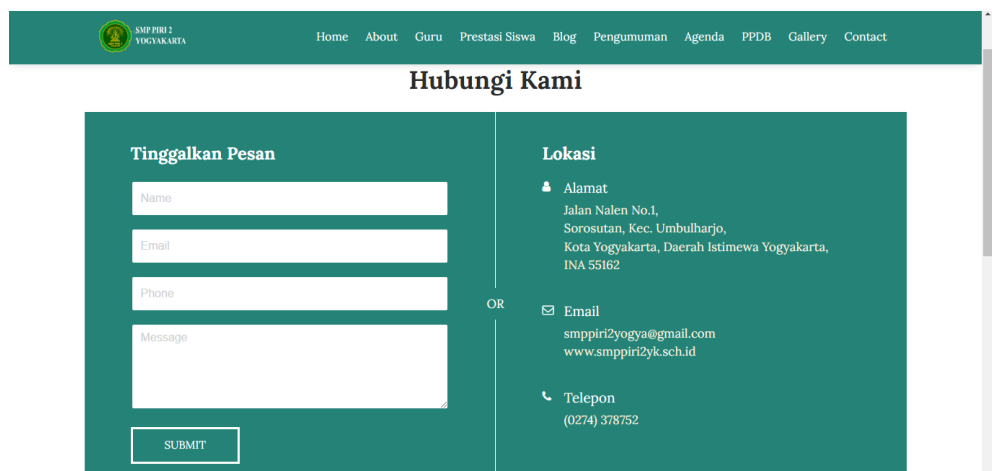 SMP PIRI 2
YOGYAKARTA
Home About Guru Prestasi Siswa Blog Pengumuman Agenda PPDB Gallery Contact
Hubungi Kami
Tinggalkan Pesan
Name
Email
Phone
Message
SUBMIT
OR
Lokasi
Alamat
Jalan Nalen No.1,
Sorosutan, Kec. Umbulharjo,
Kota Yogyakarta, Daerah Istimewa Yogyakarta,
INA 55162
Email
smppiri2yogya@gmail.com
www.smppiri2yk.sch.id
Telepon
(0274) 378752